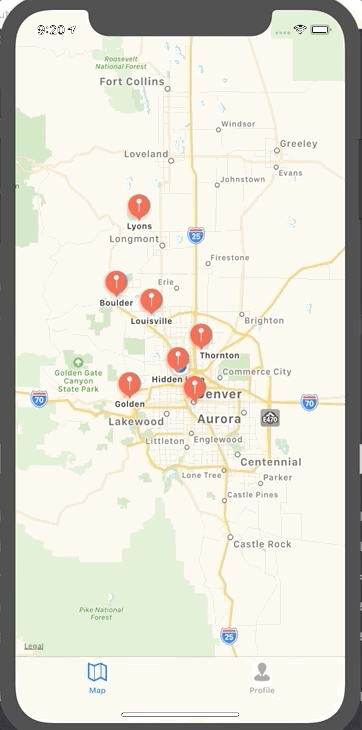 9:20
Roosevelt
National Forest
Fort Collins
Windsor
Greeley
Loveland
Evans
Johnstown
Lyons
Longmont
25
Firestone
Erie
Boulder
Louisville
Brighton
Thornton
Golden Gate
Canyon
State Park
Commerce City
Hidden
70
Golden
Denver
70
Lakewood
Aurora
E470
Littleton
Englewood
Centennial
Lone Tree
Parker
Castle Pines
Castle Rock
Pike National
Forest
25
Legal
Map
Profile